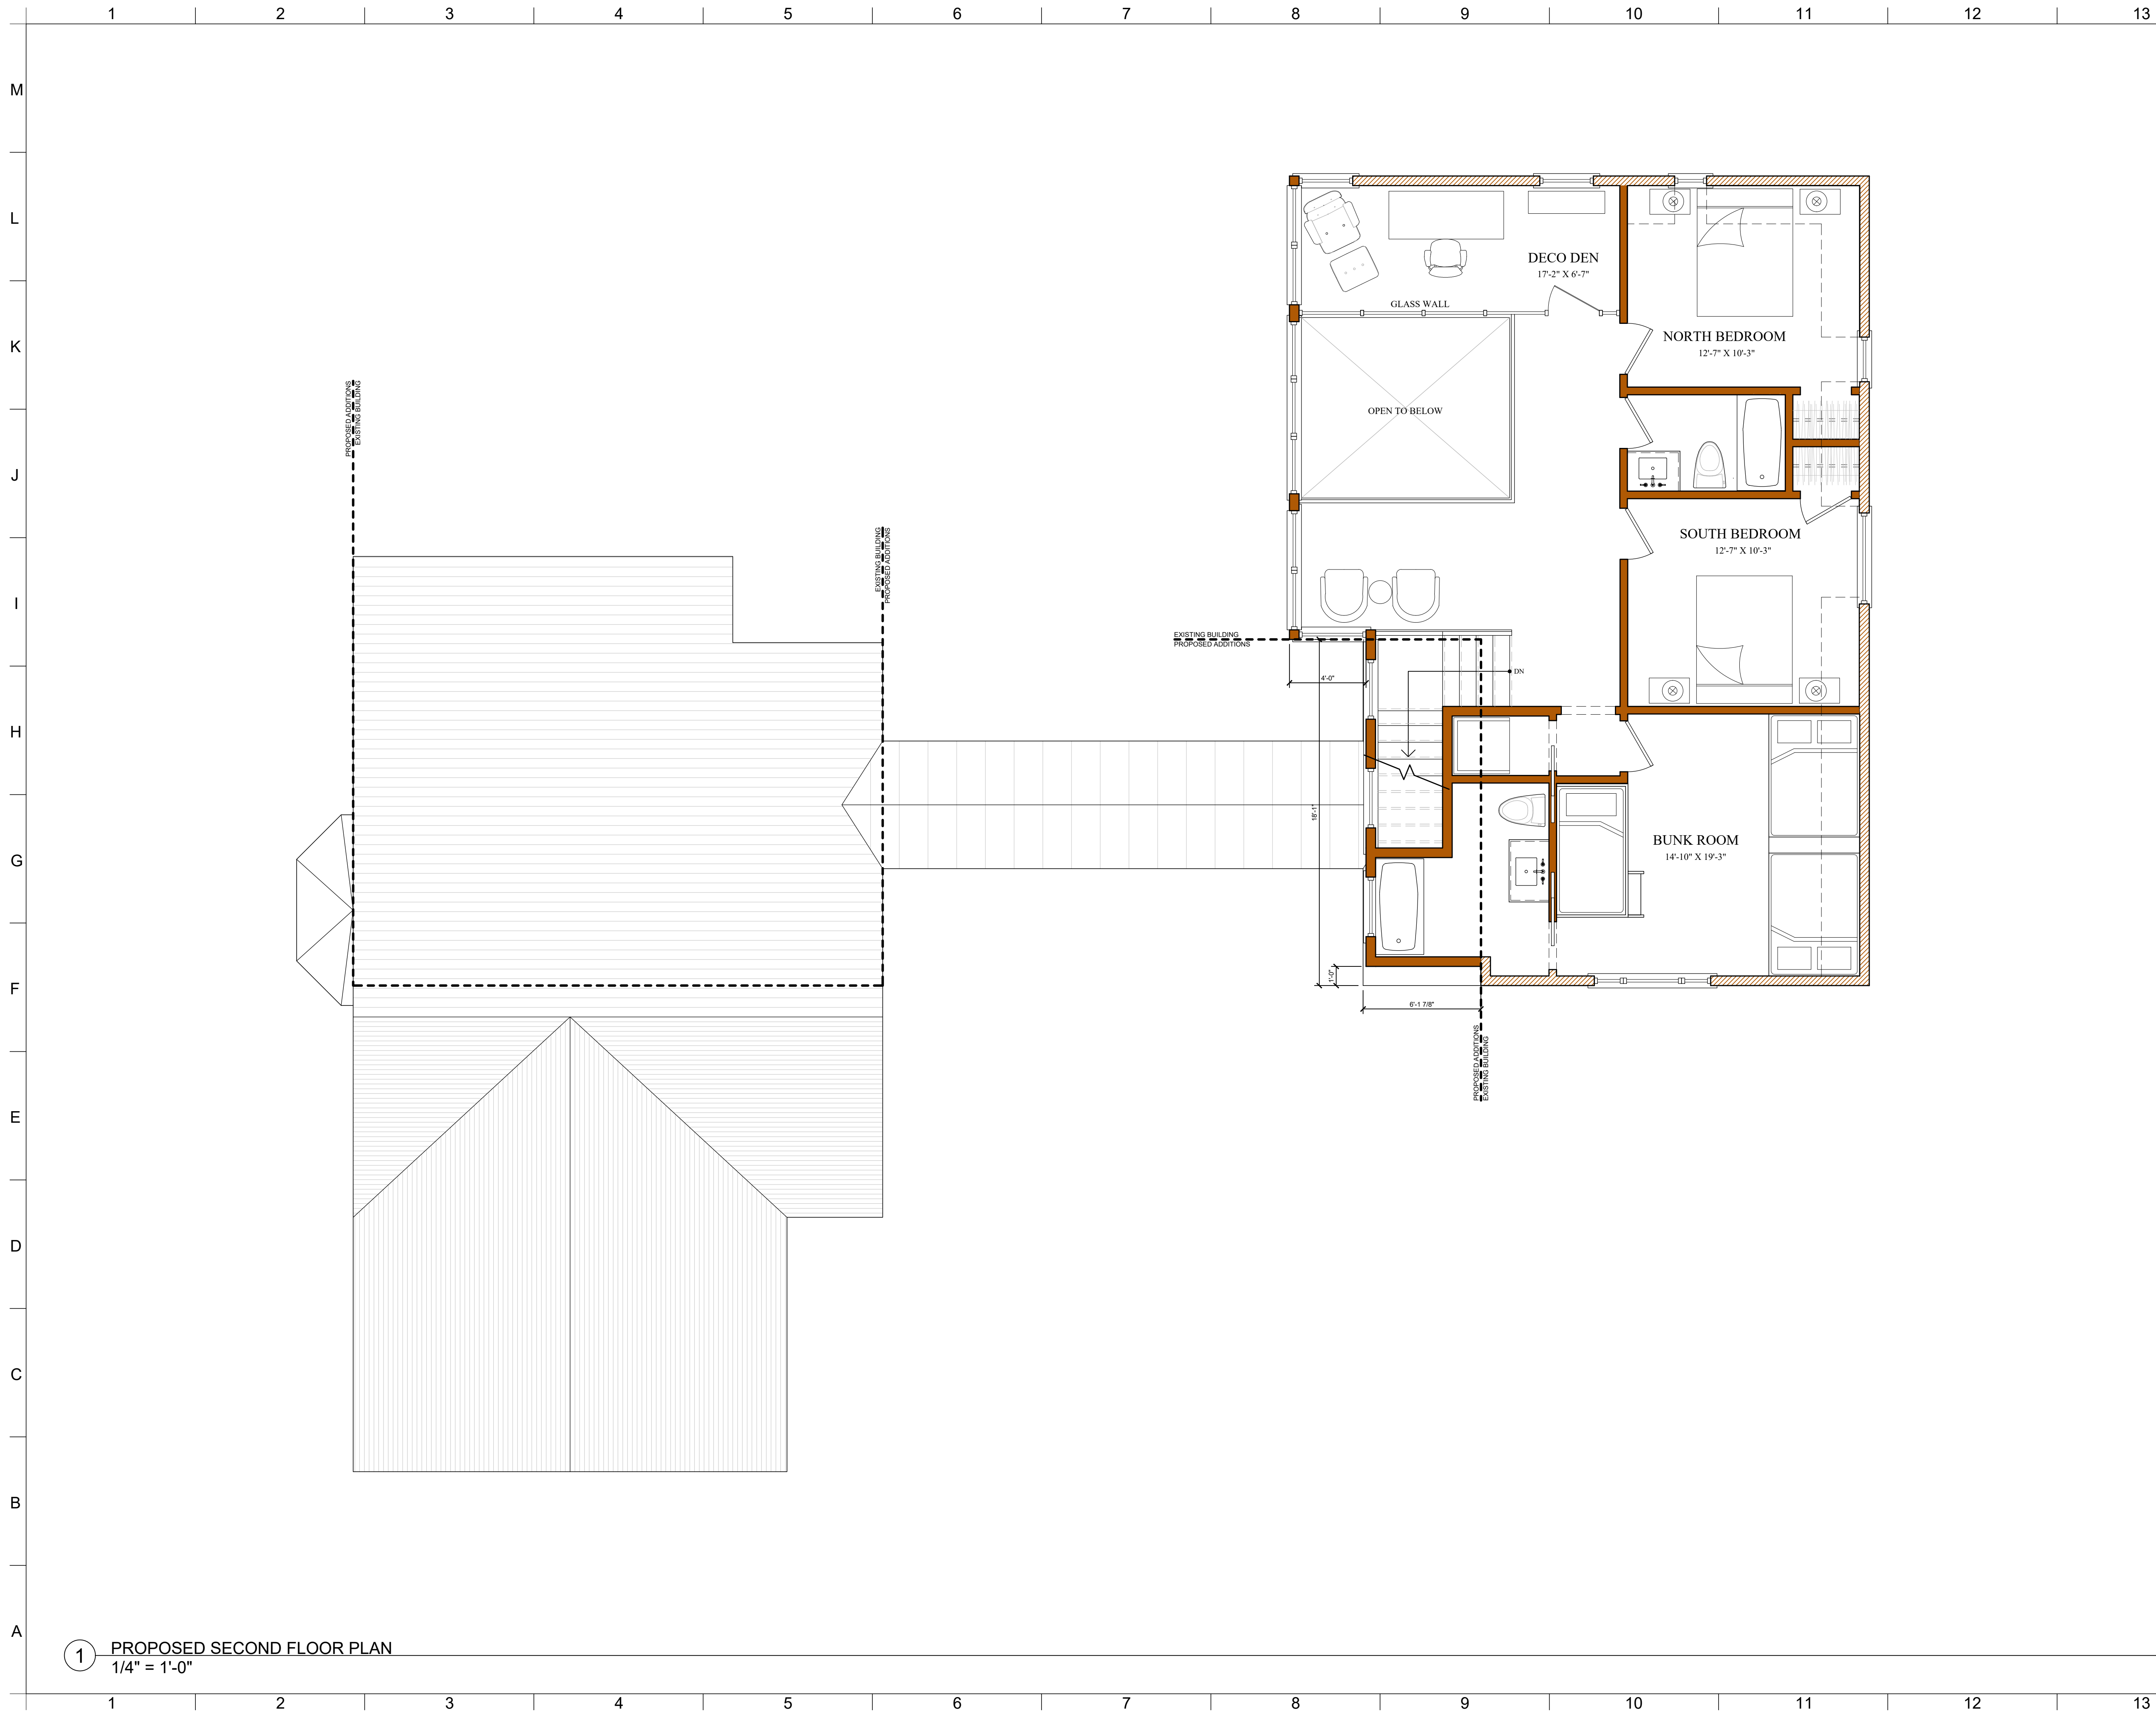 1 2 3 4 5 6 7 8 9 10 11 12 13
M
L
K
J
I
H
G
F
E
D
C
B
A
DECO DEN
17'-2" X 6'-7"
GLASS WALL
NORTH BEDROOM
12'-7" X 10'-3"
OPEN TO BELOW
PROPOSED ADDITIONS
EXISTING BUILDING
EXISTING BUILDING
PROPOSED ADDITIONS
SOUTH BEDROOM
12'-7" X 10'-3"
EXISTING BUILDING
PROPOSED ADDITIONS
4'-0"
DN
18'-1"
BUNK ROOM
14'-10" X 19'-3"
1'-0"
6'-1 7/8"
PROPOSED ADDITIONS
EXISTING BUILDING
1
PROPOSED SECOND FLOOR PLAN
1/4" = 1'-0"
1 2 3 4 5 6 7 8 9 10 11 12 13